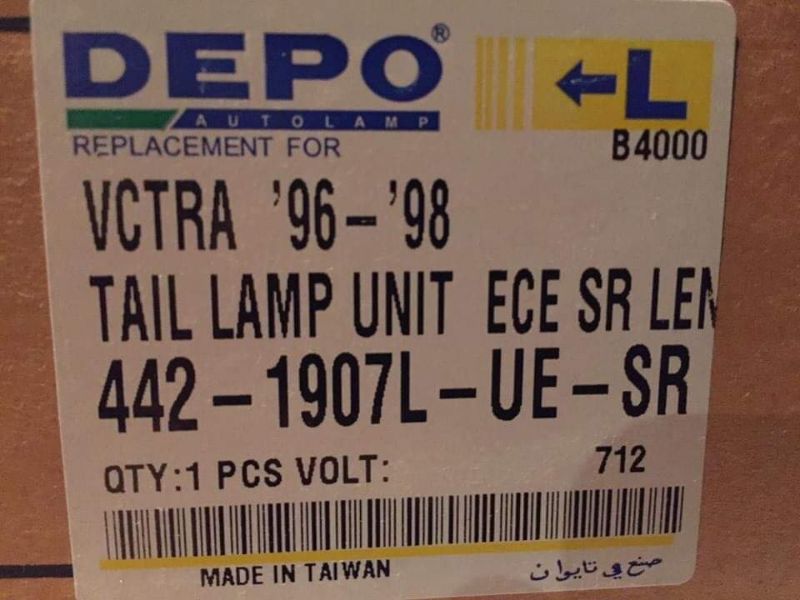 DEPO®
AUTOLAMP
REPLACEMENT FOR
L
B4000
VCTRA '96-'98
TAIL LAMP UNIT ECE SR LEN
442-1907L-UE-SR
QTY:1 PCS VOLT:
712
MADE IN TAIWAN
صنع في تايوان